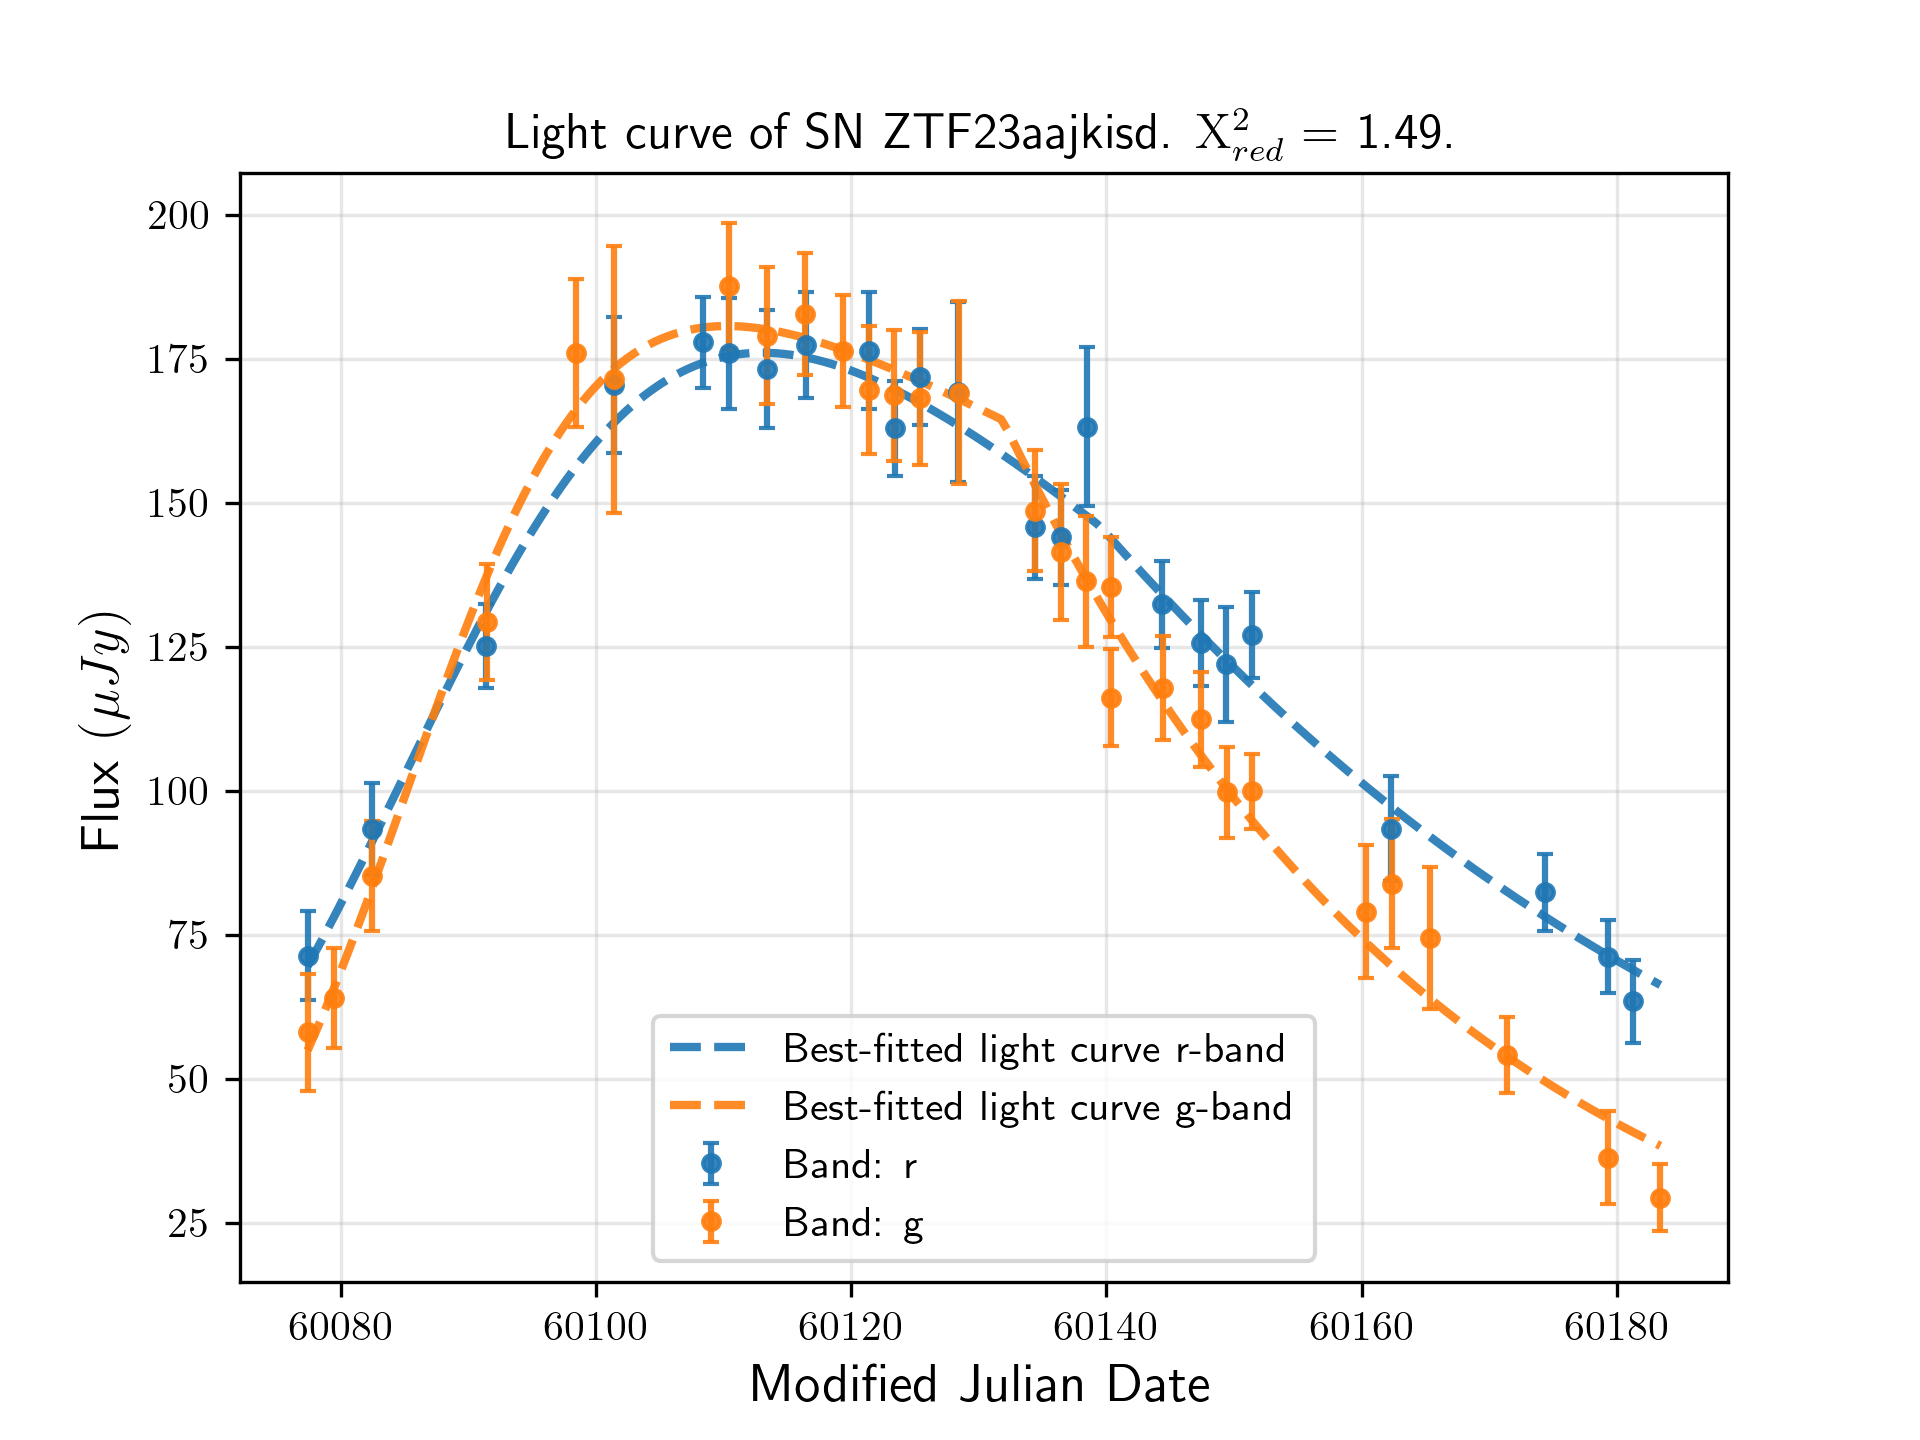 Light curve of SN ZTF23aajkisd. X²_red = 1.49.
200
175
150
125
100
75
50
25
Flux (μJy)
Best-fitted light curve r-band
Best-fitted light curve g-band
Band: r
Band: g
60080 60100 60120 60140 60160 60180
Modified Julian Date